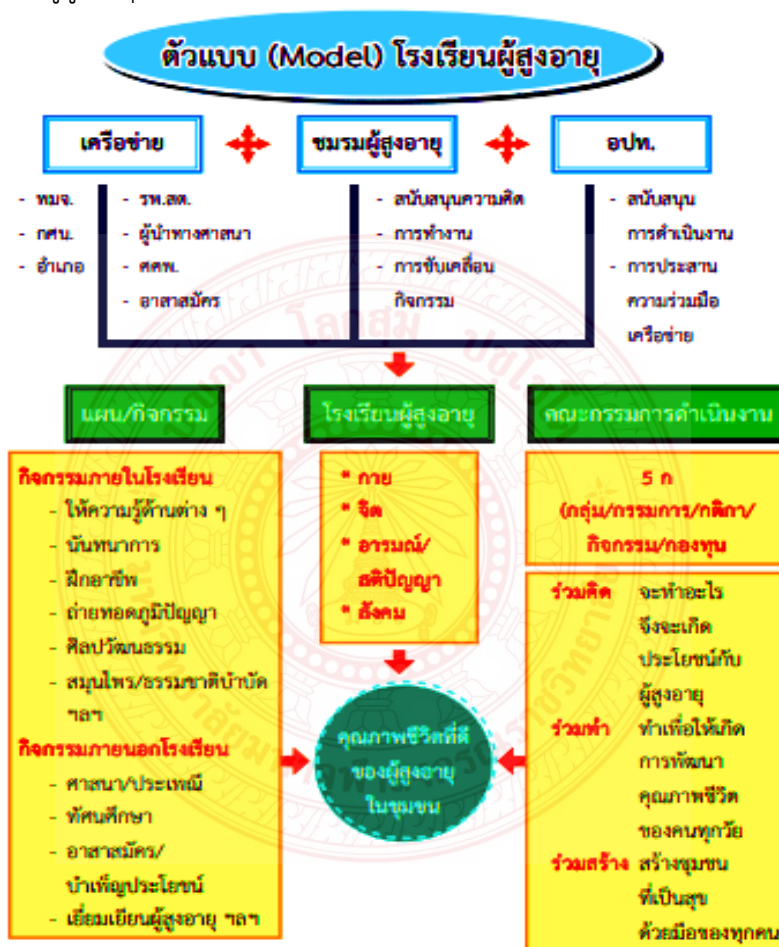 ตัวแบบ (Model) โรงเรียนผู้สูงอายุ
เครือข่าย
ชมรมผู้สูงอายุ
อปท.
- พมจ.
- กศน.
- อำเภอ
- รพ.สต.
- ผู้นำทางศาสนา
- ศศพ.
- อาสาสมัคร
- สนับสนุนความคิด
- การทำงาน
- การขับเคลื่อน
กิจกรรม
- สนับสนุน
การดำเนินงาน
- การประสาน
ความร่วมมือ
เครือข่าย
แผน/กิจกรรม
กิจกรรมภายในโรงเรียน
- ให้ความรู้ด้านต่าง ๆ
- นันทนาการ
- ฝึกอาชีพ
- ถ่ายทอดภูมิปัญญา
- ศิลปวัฒนธรรม
- สมุนไพร/ธรรมชาติบำบัด
ฯลฯ
กิจกรรมภายนอกโรงเรียน
- ศาสนา/ประเพณี
- ทัศนศึกษา
- อาสาสมัคร/
บำเพ็ญประโยชน์
- เยี่ยมเยียนผู้สูงอายุ ฯลฯ
โรงเรียนผู้สูงอายุ
* กาย
* จิต
* อารมณ์/
สติปัญญา
* สังคม
คุณภาพชีวิตที่ดี
ของผู้สูงอายุ
ในชุมชน
คณะกรรมการดำเนินงาน
5 ก
(กลุ่ม/กรรมการ/กติกา/
กิจกรรม/กองทุน
ร่วมคิด จะทำอะไร
จึงจะเกิด
ประโยชน์กับ
ผู้สูงอายุ
ร่วมทำ ทำเพื่อให้เกิด
การพัฒนา
คุณภาพชีวิต
ของคนทุกวัย
ร่วมสร้าง สร้างชุมชน
ที่เป็นสุข
ด้วยมือของทุกคน